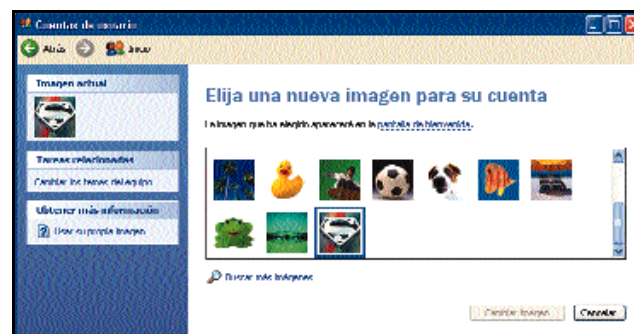 Cuentas de usuario
Atrás Inicio
Imagen actual
Tareas relacionadas
Cambiar los temas del equipo
Obtener más información
Usar su propia imagen
Elija una nueva imagen para su cuenta
La imagen que ha elegido aparecerá en la pantalla de bienvenida.
Buscar más imágenes
Cambiar imagen Cancelar